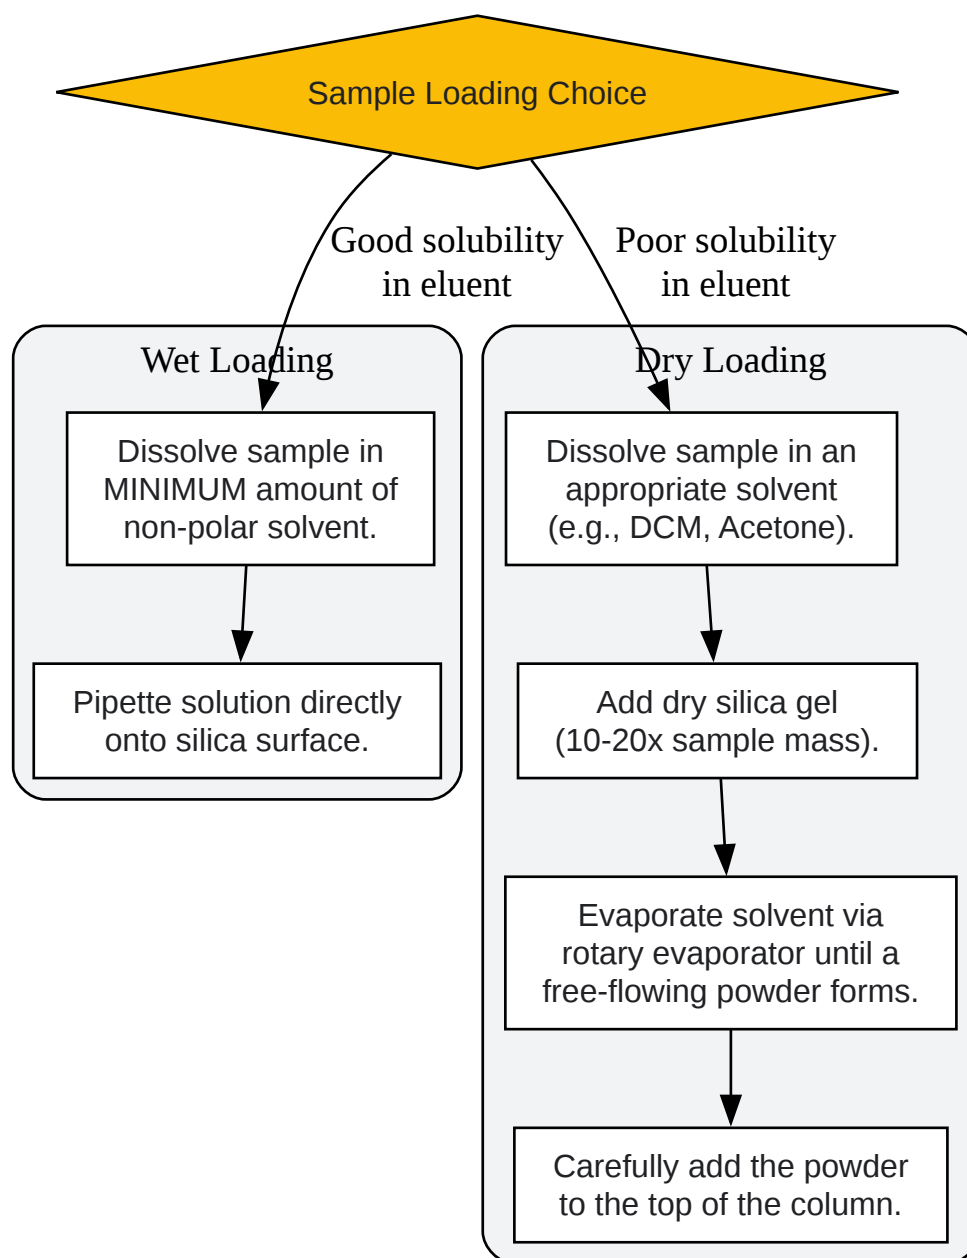 Sample Loading Choice
Good solubility
in eluent
Poor solubility
in eluent
Wet Loading
Dissolve sample in
MINIMUM amount of
non-polar solvent.
Pipette solution directly
onto silica surface.
Dry Loading
Dissolve sample in an
appropriate solvent
(e.g., DCM, Acetone).
Add dry silica gel
(10-20x sample mass).
Evaporate solvent via
rotary evaporator until a
free-flowing powder forms.
Carefully add the powder
to the top of the column.